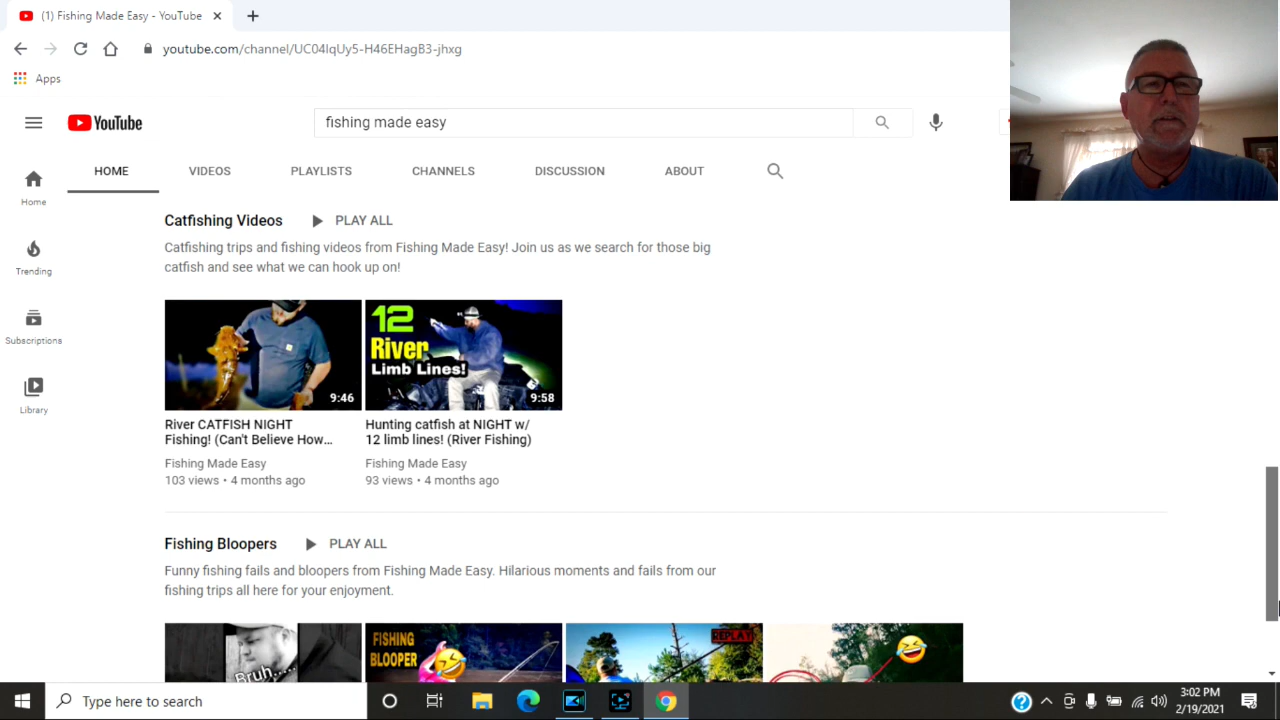 (1) Fishing Made Easy - YouTube
youtube.com/channel/UC04IqUy5-H46EHagB3-jhxg
Apps
YouTube
fishing made easy
HOME VIDEOS PLAYLISTS CHANNELS DISCUSSION ABOUT
Home
Trending
Subscriptions
Library
Catfishing Videos PLAY ALL
Catfishing trips and fishing videos from Fishing Made Easy! Join us as we search for those big
catfish and see what we can hook up on!
9:46
12
River
Limb Lines!
9:58
River CATFISH NIGHT
Fishing! (Can't Believe How...
Fishing Made Easy
103 views • 4 months ago
Hunting catfish at NIGHT w/
12 limb lines! (River Fishing)
Fishing Made Easy
93 views • 4 months ago
Fishing Bloopers PLAY ALL
Funny fishing fails and bloopers from Fishing Made Easy. Hilarious moments and fails from our
fishing trips all here for your enjoyment.
Bruh.....
FISHING
BLOOPER
REPLAY
Type here to search
3:02 PM
2/19/2021